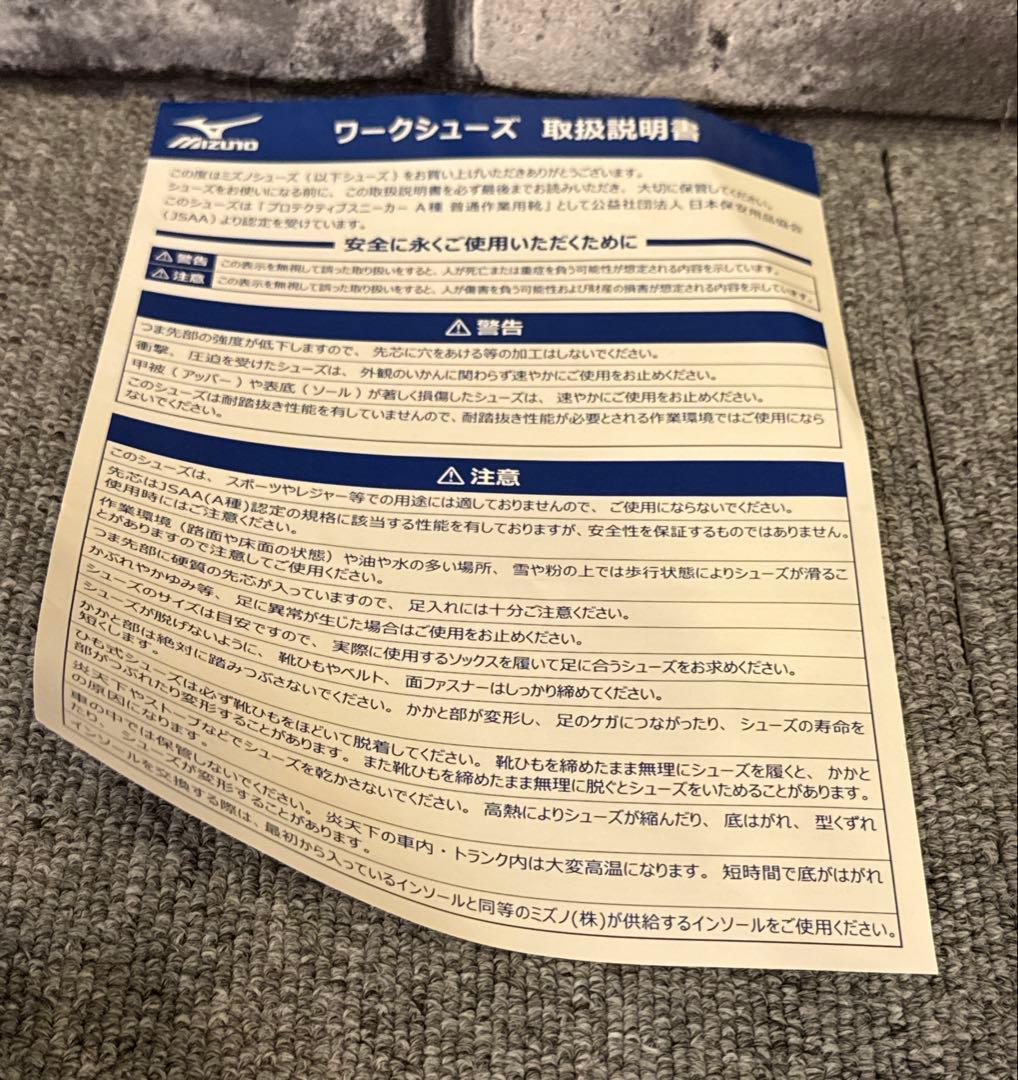 MIZUNO
ワークシューズ 取扱説明書
この度はミズノシューズ(以下シューズ)をお買い上げいただきありがとうございます。
シューズをお使いになる前に、この取扱説明書を必ず最後までお読みいただき、大切に保管してください。
このシューズは「プロテクティブスニーカー A種 普通作業用靴」として公益社団法人 日本保安用品協会
(JSAA)より認定を受けています。
安全に永くご使用いただくために
⚠警告 この表示を無視して誤った取り扱いをすると、人が死亡または重症を負う可能性が想定される内容を示しています。
⚠注意 この表示を無視して誤った取り扱いをすると、人が傷害を負う可能性および財産の損害が想定される内容を示しています。
⚠警告
つま先部の強度が低下しますので、先芯に穴をあける等の加工はしないでください。
衝撃、圧迫を受けたシューズは、外観のいかんに関わらず速やかにご使用をお止めください。
甲被(アッパー)や表底(ソール)が著しく損傷したシューズは、速やかにご使用をお止めください。
このシューズは耐踏抜き性能を有していませんので、耐踏抜き性能が必要とされる作業環境ではご使用になら
ないでください。
⚠注意
このシューズは、スポーツやレジャー等での用途には適しておりませんので、ご使用にならないでください。
先芯はJSAA(A種)認定の規格に該当する性能を有しておりますが、安全性を保証するものではありません。
使用時にはご注意ください。
作業環境(路面や床面の状態)や油や水の多い場所、雪や粉の上では歩行状態によりシューズが滑るこ
とがありますので注意してご使用ください。
つま先部に硬質の先芯が入っていますので、足入れには十分ご注意ください。
かぶれやかゆみ等、足に異常が生じた場合はご使用をお止めください。
シューズのサイズは目安ですので、実際に使用するソックスを履いて足に合うシューズをお求めください。
シューズが脱げないように、靴ひもやベルト、面ファスナーはしっかり締めてください。
かかと部は絶対に踏みつぶさないでください。かかと部が変形し、足のケガにつながったり、シューズの寿命を
短くします。
ひも式シューズは必ず靴ひもをほどいて脱着してください。靴ひもを締めたまま無理にシューズを履くと、かかと
部がつぶれたり変形することがあります。また靴ひもを締めたまま無理に脱ぐとシューズをいためることがあります。
炎天下やストーブなどでシューズを乾かさないでください。高熱によりシューズが縮んだり、底はがれ、型くずれ
の原因になります。
車の中では保管しないでください。炎天下の車内・トランク内は大変高温になります。短時間で底がはがれ
たり、シューズが変形することがあります。
インソールを交換する際は、最初から入っているインソールと同等のミズノ(株)が供給するインソールをご使用ください。